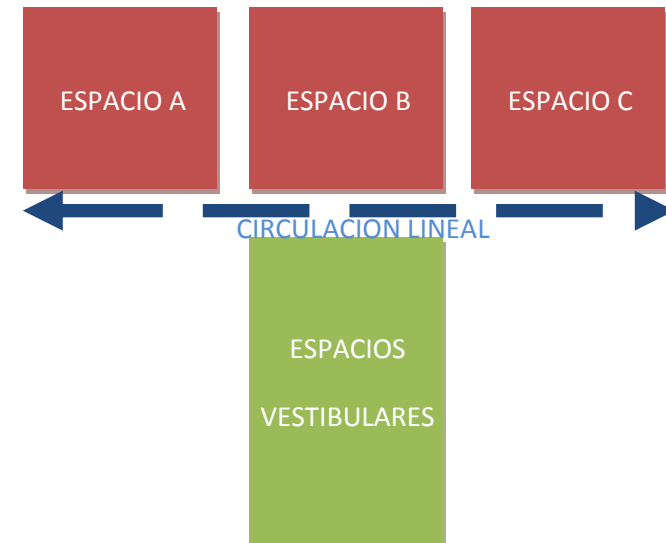 ESPACIO A
ESPACIO B
ESPACIO C
CIRCULACION LINEAL
ESPACIOS
VESTIBULARES